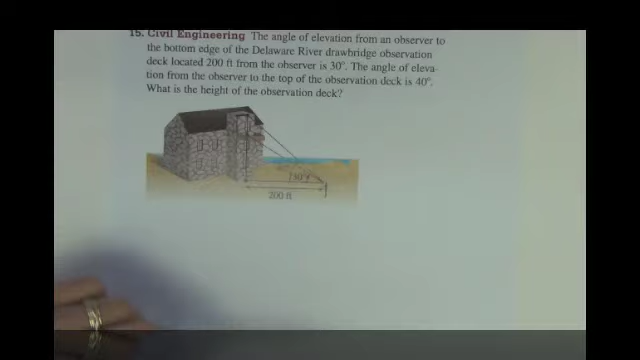 15. Civil Engineering The angle of elevation from an observer to
the bottom edge of the Delaware River drawbridge observation
deck located 200 ft from the observer is 30°. The angle of eleva-
tion from the observer to the top of the observation deck is 40°.
What is the height of the observation deck?
30°
200 ft